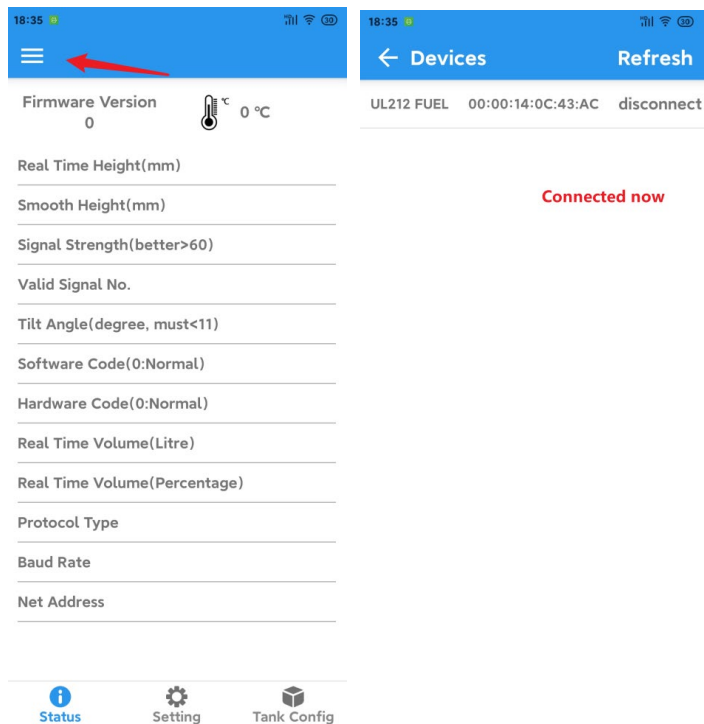 18:35
30
Firmware Version
0
℃
0 ℃
Real Time Height(mm)
Smooth Height(mm)
Signal Strength(better>60)
Valid Signal No.
Tilt Angle(degree, must<11)
Software Code(0:Normal)
Hardware Code(0:Normal)
Real Time Volume(Litre)
Real Time Volume(Percentage)
Protocol Type
Baud Rate
Net Address
Status Setting Tank Config
18:35
30
Devices Refresh
UL212 FUEL 00:00:14:0C:43:AC disconnect
Connected now